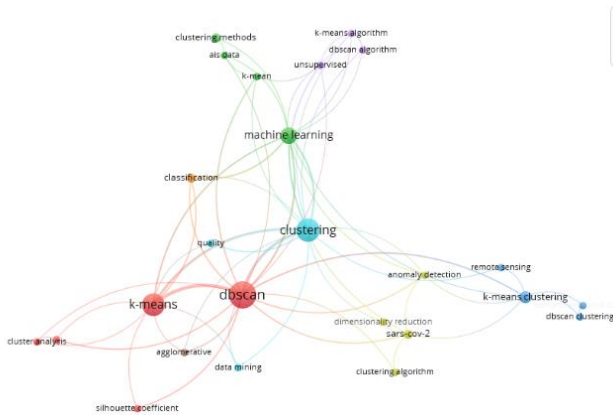 k-means algorithm
clustering methods
dbscan algorithm
ais data
unsupervised
k-mean
machine learning
classification
clustering
quality
remote sensing
anomaly detection
dbscan
k-means clustering
k-means
dbscan clustering
dimensionality reduction
sars-cov-2
cluster analysis
agglomerative
data mining
clustering algorithm
silhouette coefficient